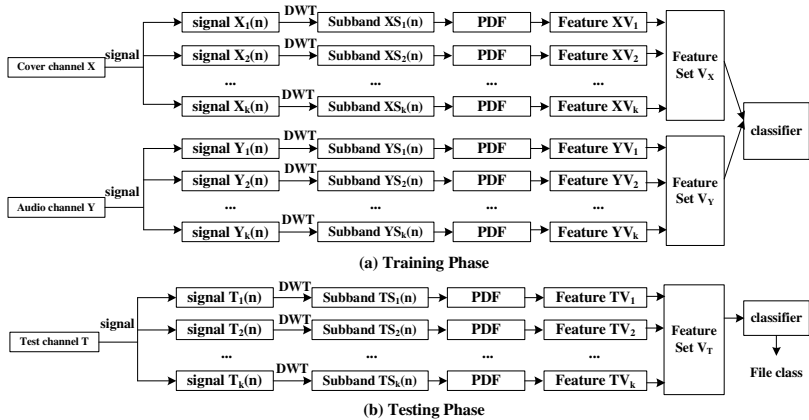 signal X₁(n) DWT Subband XS₁(n) PDF Feature XV₁
signal
signal X₂(n) DWT Subband XS₂(n) PDF Feature XV₂
Cover channel X
... ... ... ...
signal Xₖ(n) DWT Subband XSₖ(n) PDF Feature XVₖ
Feature
Set Vₓ
classifier
signal Y₁(n) DWT Subband YS₁(n) PDF Feature YV₁
signal
signal Y₂(n) DWT Subband YS₂(n) PDF Feature YV₂
Audio channel Y
... ... ... ...
signal Yₖ(n) DWT Subband YSₖ(n) PDF Feature YVₖ
Feature
Set V_Y
(a) Training Phase
signal T₁(n) DWT Subband TS₁(n) PDF Feature TV₁
signal
signal T₂(n) DWT Subband TS₂(n) PDF Feature TV₂
Test channel T
... ... ... ...
signal Tₖ(n) DWT Subband TSₖ(n) PDF Feature TVₖ
Feature
Set V_T
classifier
File class
(b) Testing Phase